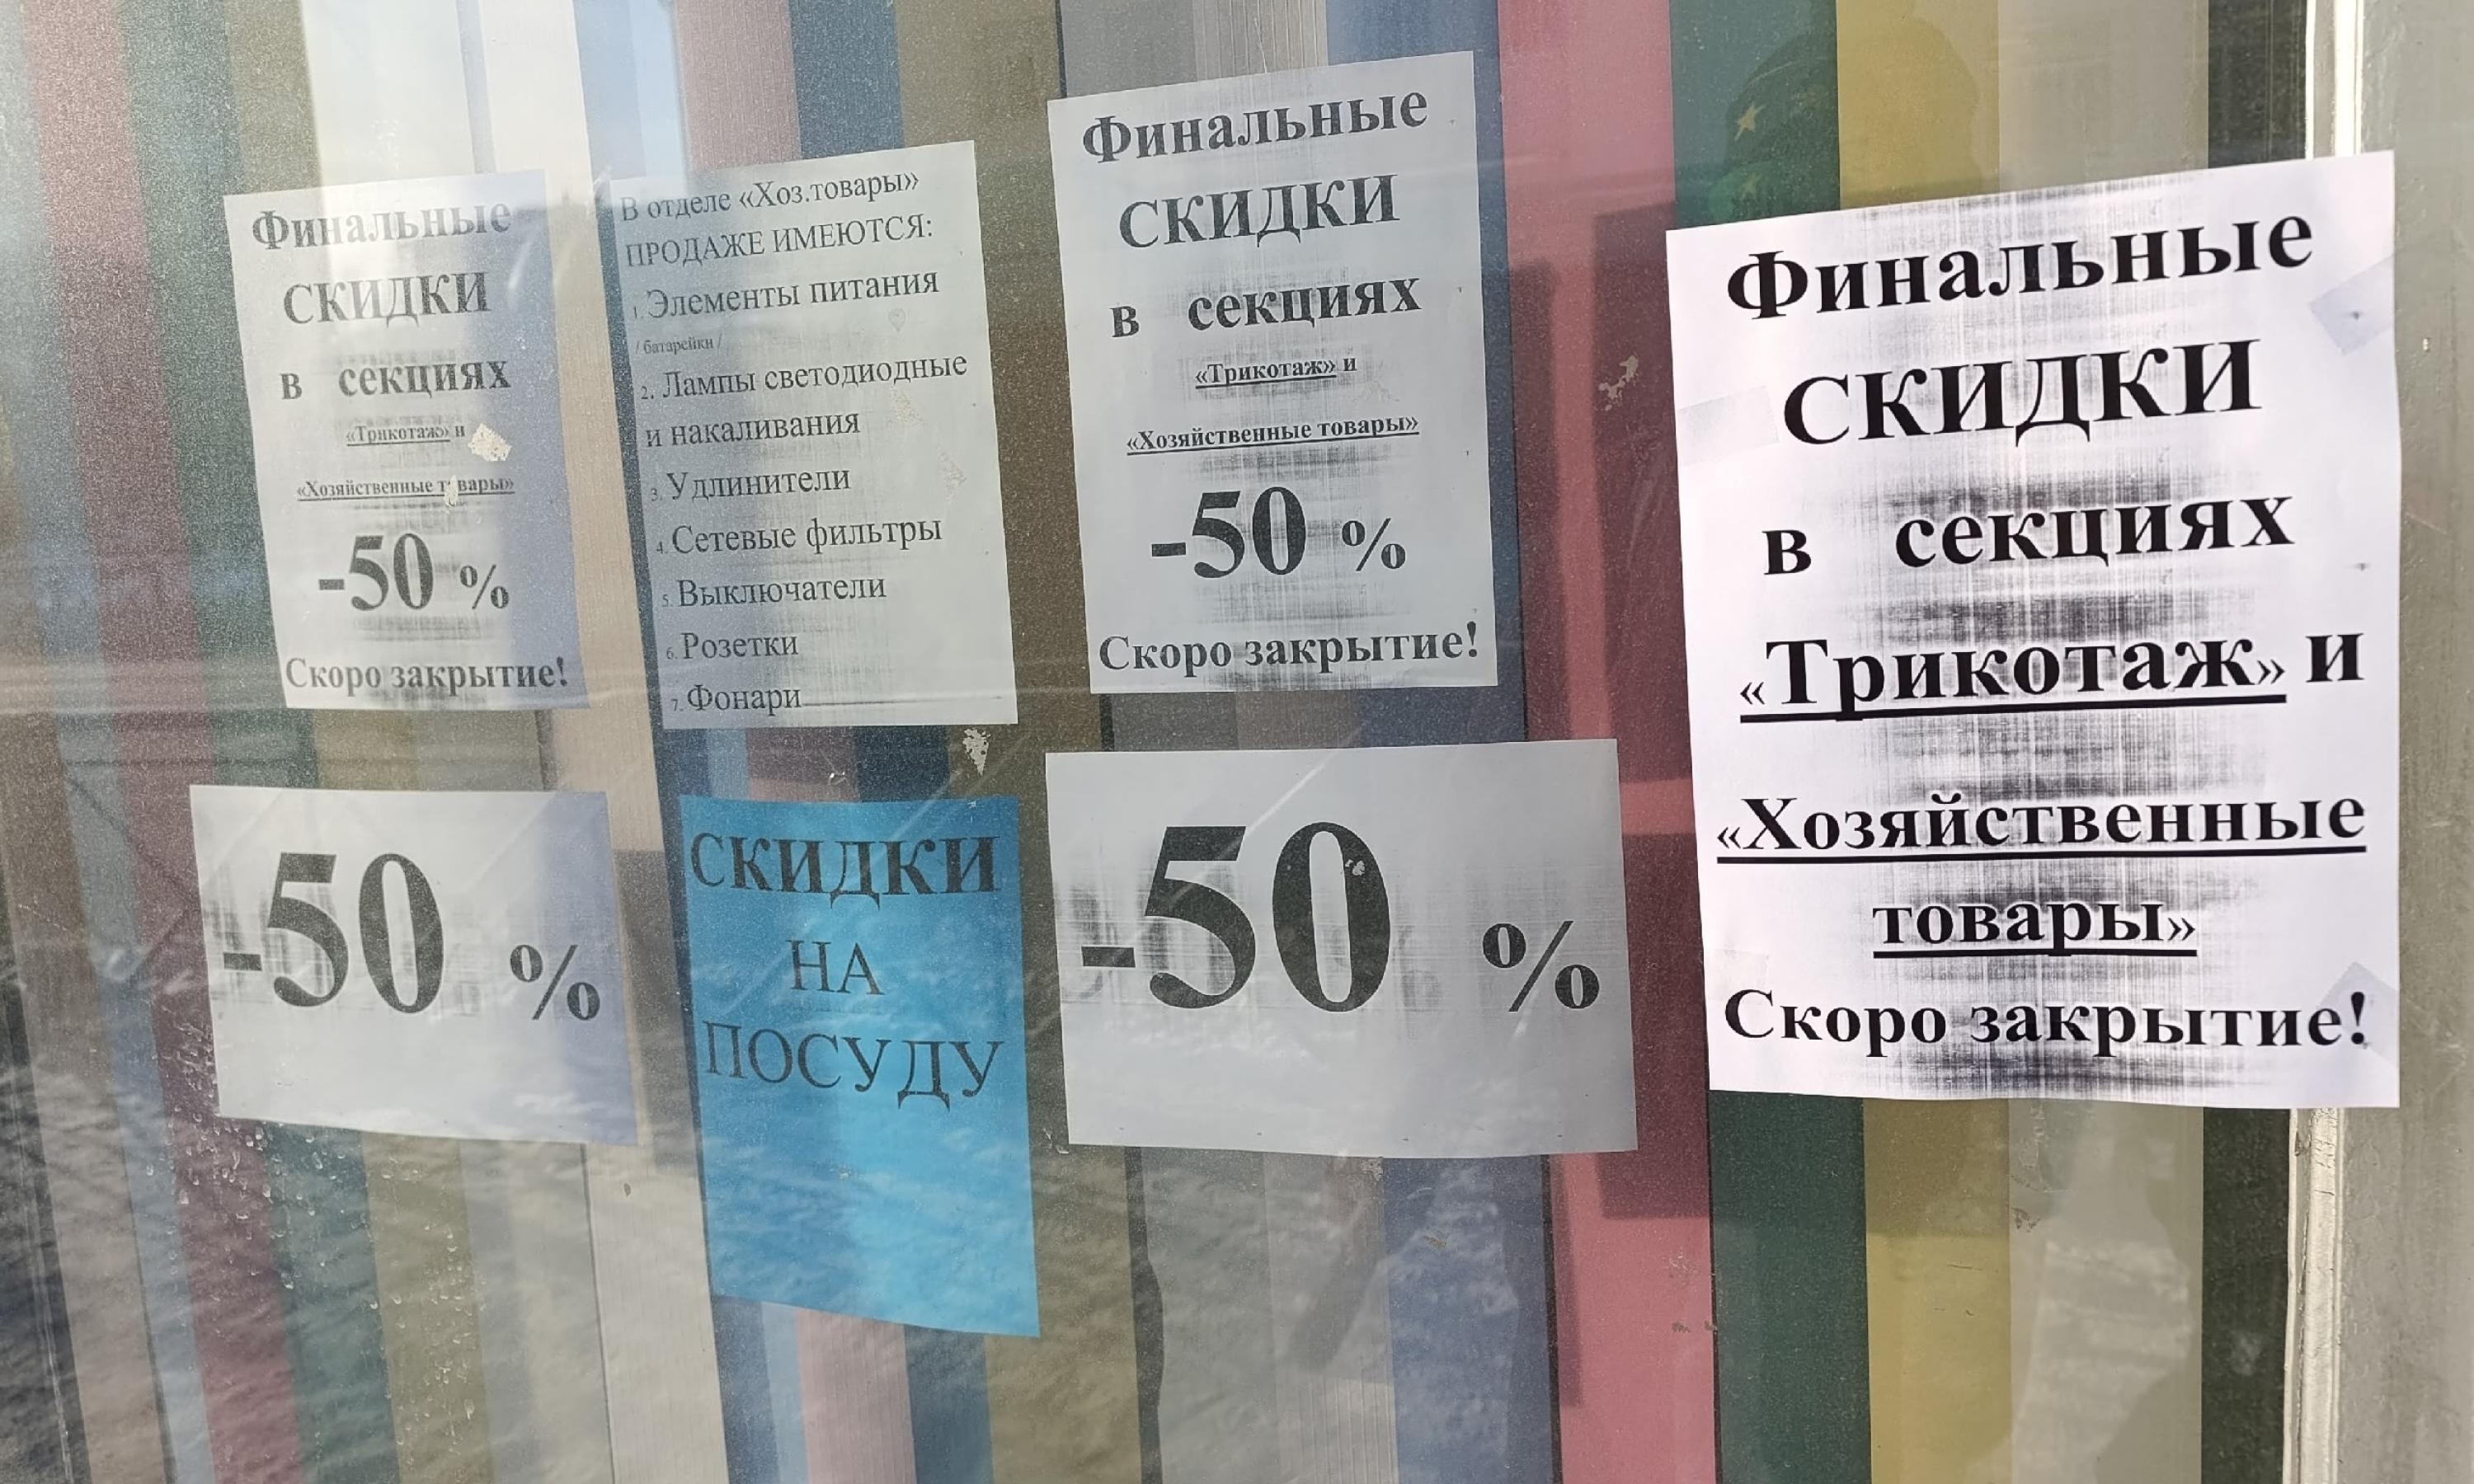 Финальные
СКИДКИ
в секциях
«Трикотаж» и
«Хозяйственные т вары»
-50 %
Скоро закрытие!
В отделе «Хоз.товары»
ПРОДАЖЕ ИМЕЮТСЯ:
1. Элементы питания
/ батарейки /
2. Лампы светодиодные
и накаливания
3. Удлинители
4. Сетевые фильтры
5. Выключатели
6. Розетки
7. Фонари
Финальные
СКИДКИ
в секциях
«Трикотаж» и
«Хозяйственные товары»
-50 %
Скоро закрытие!
Финальные
СКИДКИ
в секциях
«Трикотаж» и
«Хозяйственные
товары»
Скоро закрытие!
-50 %
СКИДКИ
НА
ПОСУДУ
-50 %